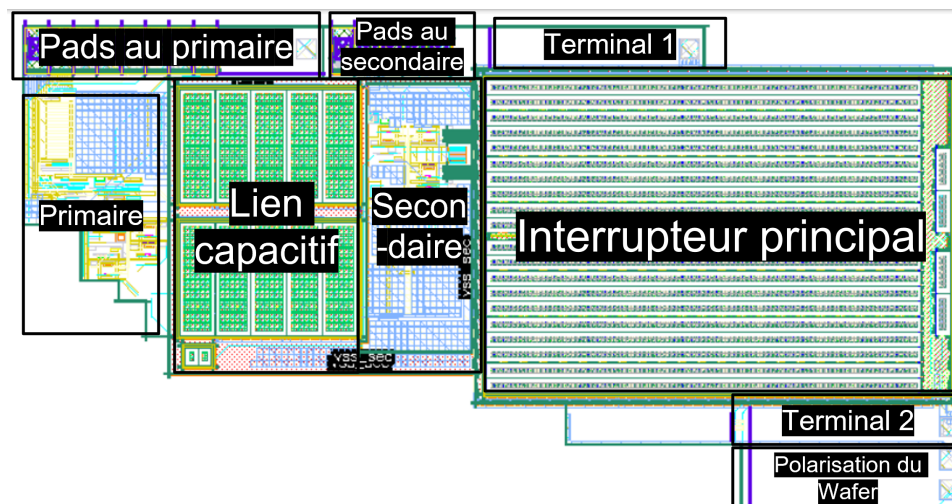 Pads au primaire
Pads au
secondaire
Terminal 1
Primaire
Lien
capacitif
Secon
-daire
Interrupteur principal
vss_sec
vss_sec
Terminal 2
Polarisation du
Wafer